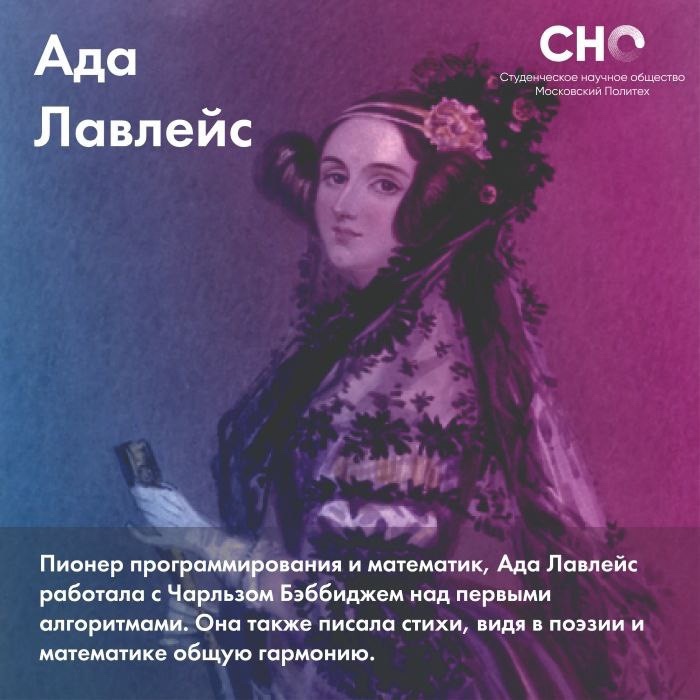 Ада
Лавлейс
СНО
Студенческое научное общество
Московский Политех
Пионер программирования и математик, Ада Лавлейс
работала с Чарльзом Бэббиджем над первыми
алгоритмами. Она также писала стихи, видя в поэзии и
математике общую гармонию.